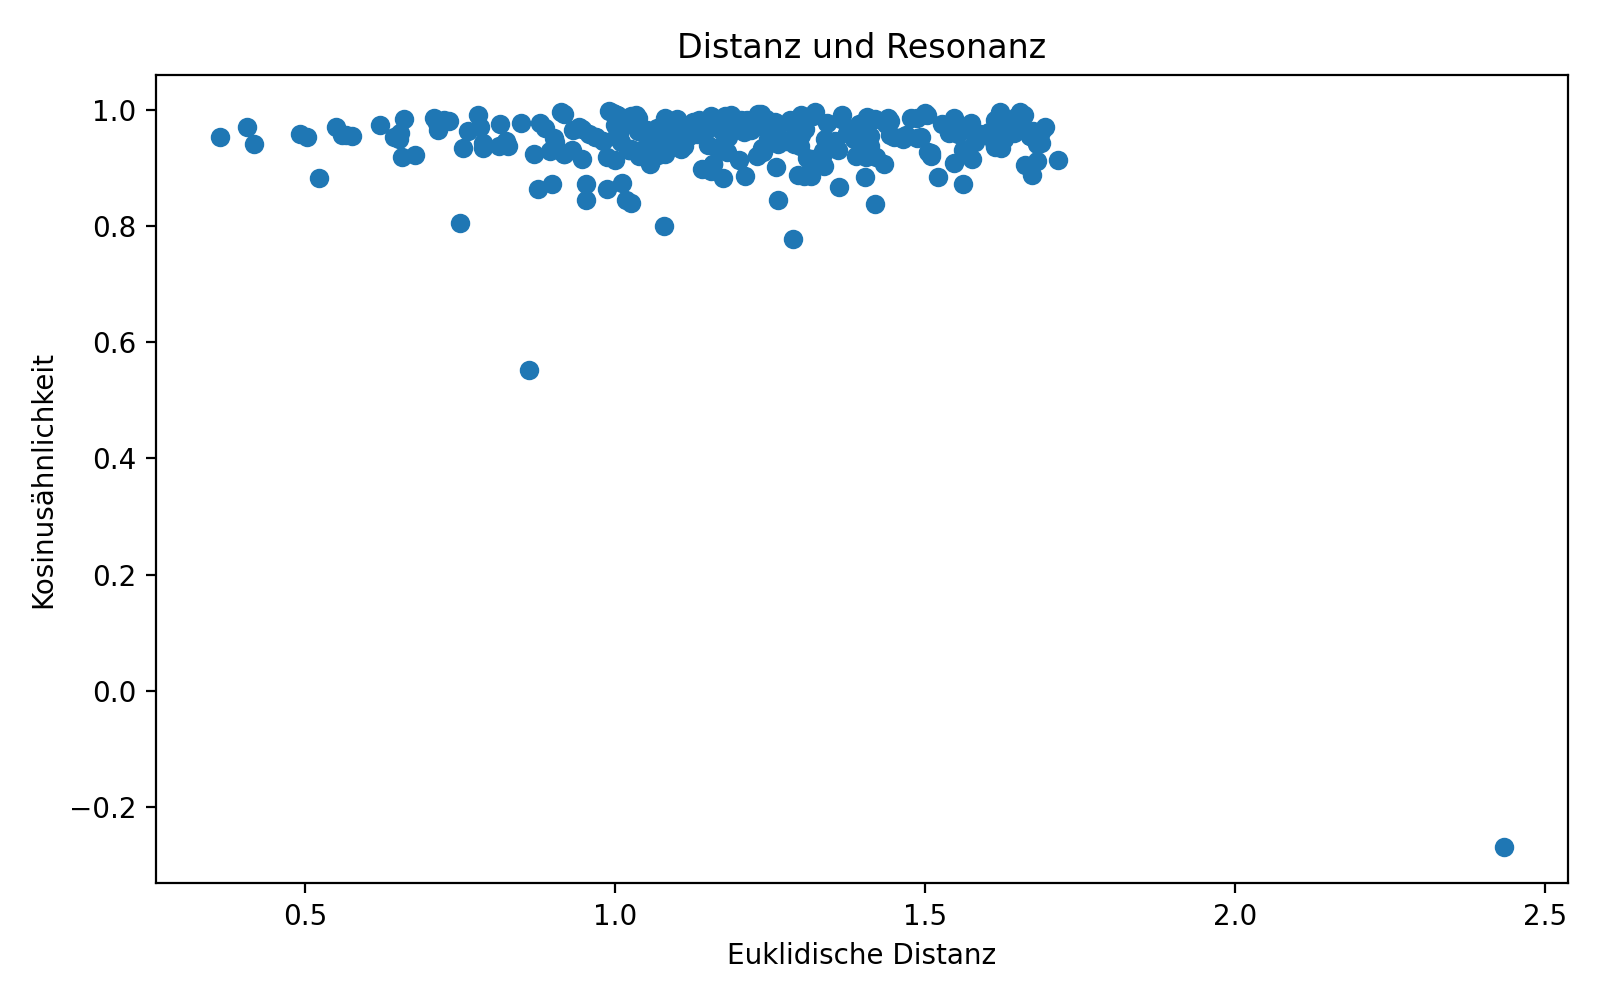 Distanz und Resonanz
1.0
0.8
0.6
0.4
0.2
0.0
−0.2
Kosinusähnlichkeit
0.5 1.0 1.5 2.0 2.5
Euklidische Distanz